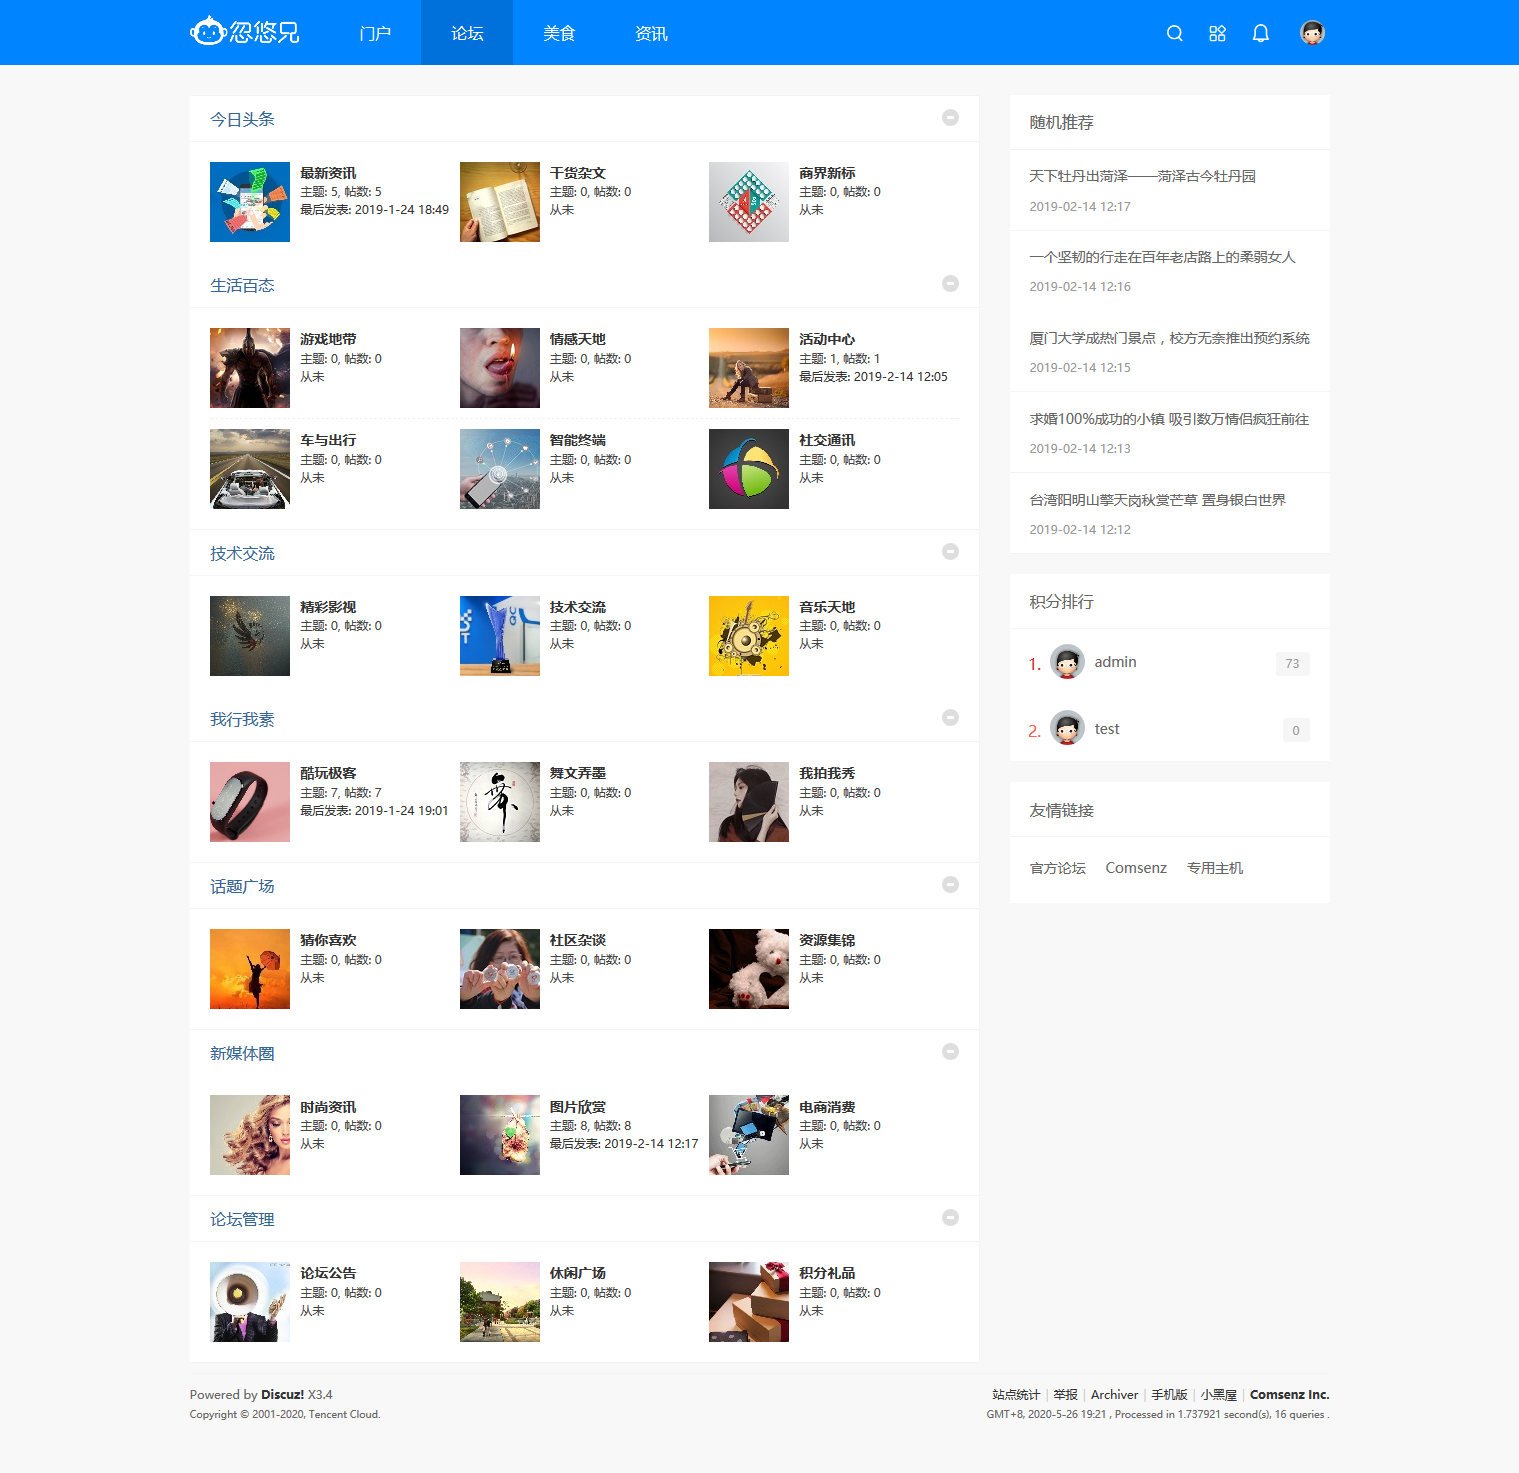 忽悠兄
门户
论坛
美食
资讯
今日头条
最新资讯
主题: 5, 帖数: 5
最后发表: 2019-1-24 18:49
干货杂文
主题: 0, 帖数: 0
从未
商界新标
主题: 0, 帖数: 0
从未
生活百态
游戏地带
主题: 0, 帖数: 0
从未
情感天地
主题: 0, 帖数: 0
从未
活动中心
主题: 1, 帖数: 1
最后发表: 2019-2-14 12:05
车与出行
主题: 0, 帖数: 0
从未
智能终端
主题: 0, 帖数: 0
从未
社交通讯
主题: 0, 帖数: 0
从未
技术交流
精彩影视
主题: 0, 帖数: 0
从未
技术交流
主题: 0, 帖数: 0
从未
音乐天地
主题: 0, 帖数: 0
从未
我行我素
酷玩极客
主题: 7, 帖数: 7
最后发表: 2019-1-24 19:01
舞文弄墨
主题: 0, 帖数: 0
从未
我拍我秀
主题: 0, 帖数: 0
从未
话题广场
猜你喜欢
主题: 0, 帖数: 0
从未
社区杂谈
主题: 0, 帖数: 0
从未
资源集锦
主题: 0, 帖数: 0
从未
新媒体圈
时尚资讯
主题: 0, 帖数: 0
从未
图片欣赏
主题: 8, 帖数: 8
最后发表: 2019-2-14 12:17
电商消费
主题: 0, 帖数: 0
从未
论坛管理
论坛公告
主题: 0, 帖数: 0
从未
休闲广场
主题: 0, 帖数: 0
从未
积分礼品
主题: 0, 帖数: 0
从未
随机推荐
天下牡丹出菏泽——菏泽古今牡丹园
2019-02-14 12:17
一个坚韧的行走在百年老店路上的柔弱女人
2019-02-14 12:16
厦门大学成热门景点，校方无奈推出预约系统
2019-02-14 12:15
求婚100%成功的小镇 吸引数万情侣疯狂前往
2019-02-14 12:13
台湾阳明山擎天岗秋赏芒草 置身银白世界
2019-02-14 12:12
积分排行
1. admin 73
2. test 0
友情链接
官方论坛 Comsenz 专用主机
Powered by Discuz! X3.4
Copyright © 2001-2020, Tencent Cloud.
站点统计 | 举报 | Archiver | 手机版 | 小黑屋 | Comsenz Inc.
GMT+8, 2020-5-26 19:21 , Processed in 1.737921 second(s), 16 queries .